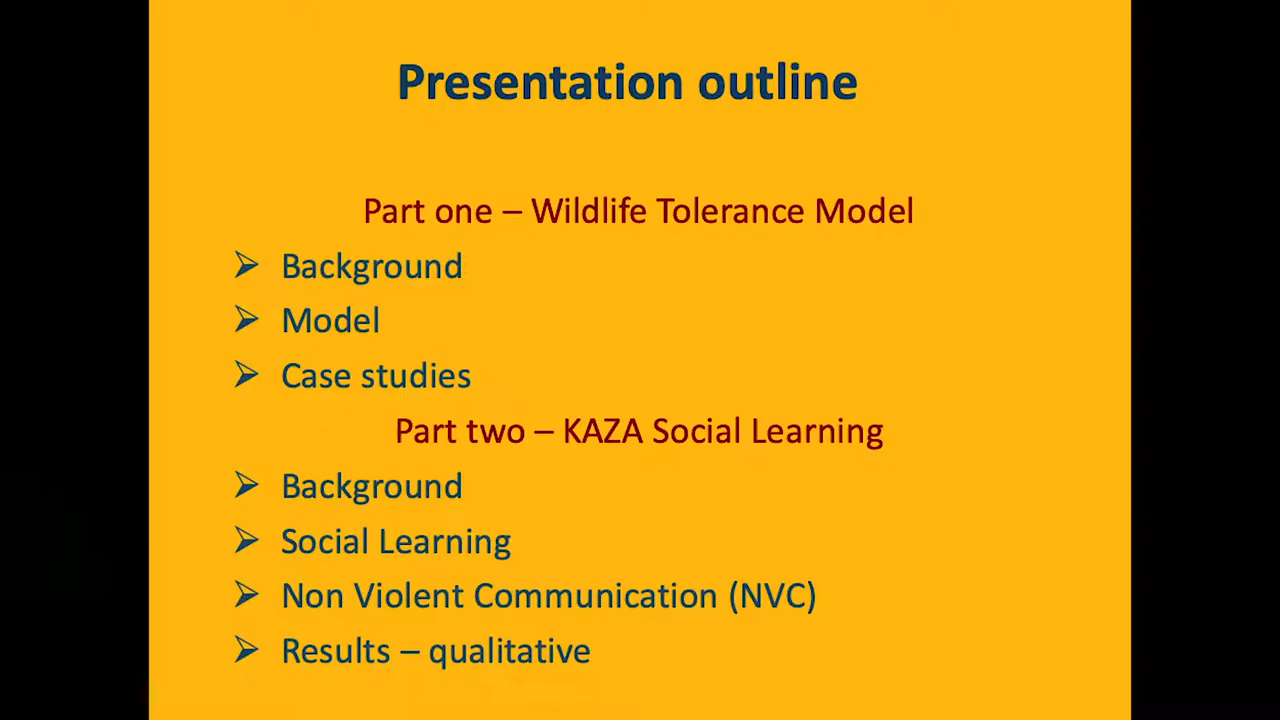 Presentation outline
Part one – Wildlife Tolerance Model
➢ Background
➢ Model
➢ Case studies
Part two – KAZA Social Learning
➢ Background
➢ Social Learning
➢ Non Violent Communication (NVC)
➢ Results – qualitative